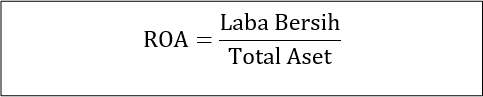 ROA = Laba Bersih / Total Aset